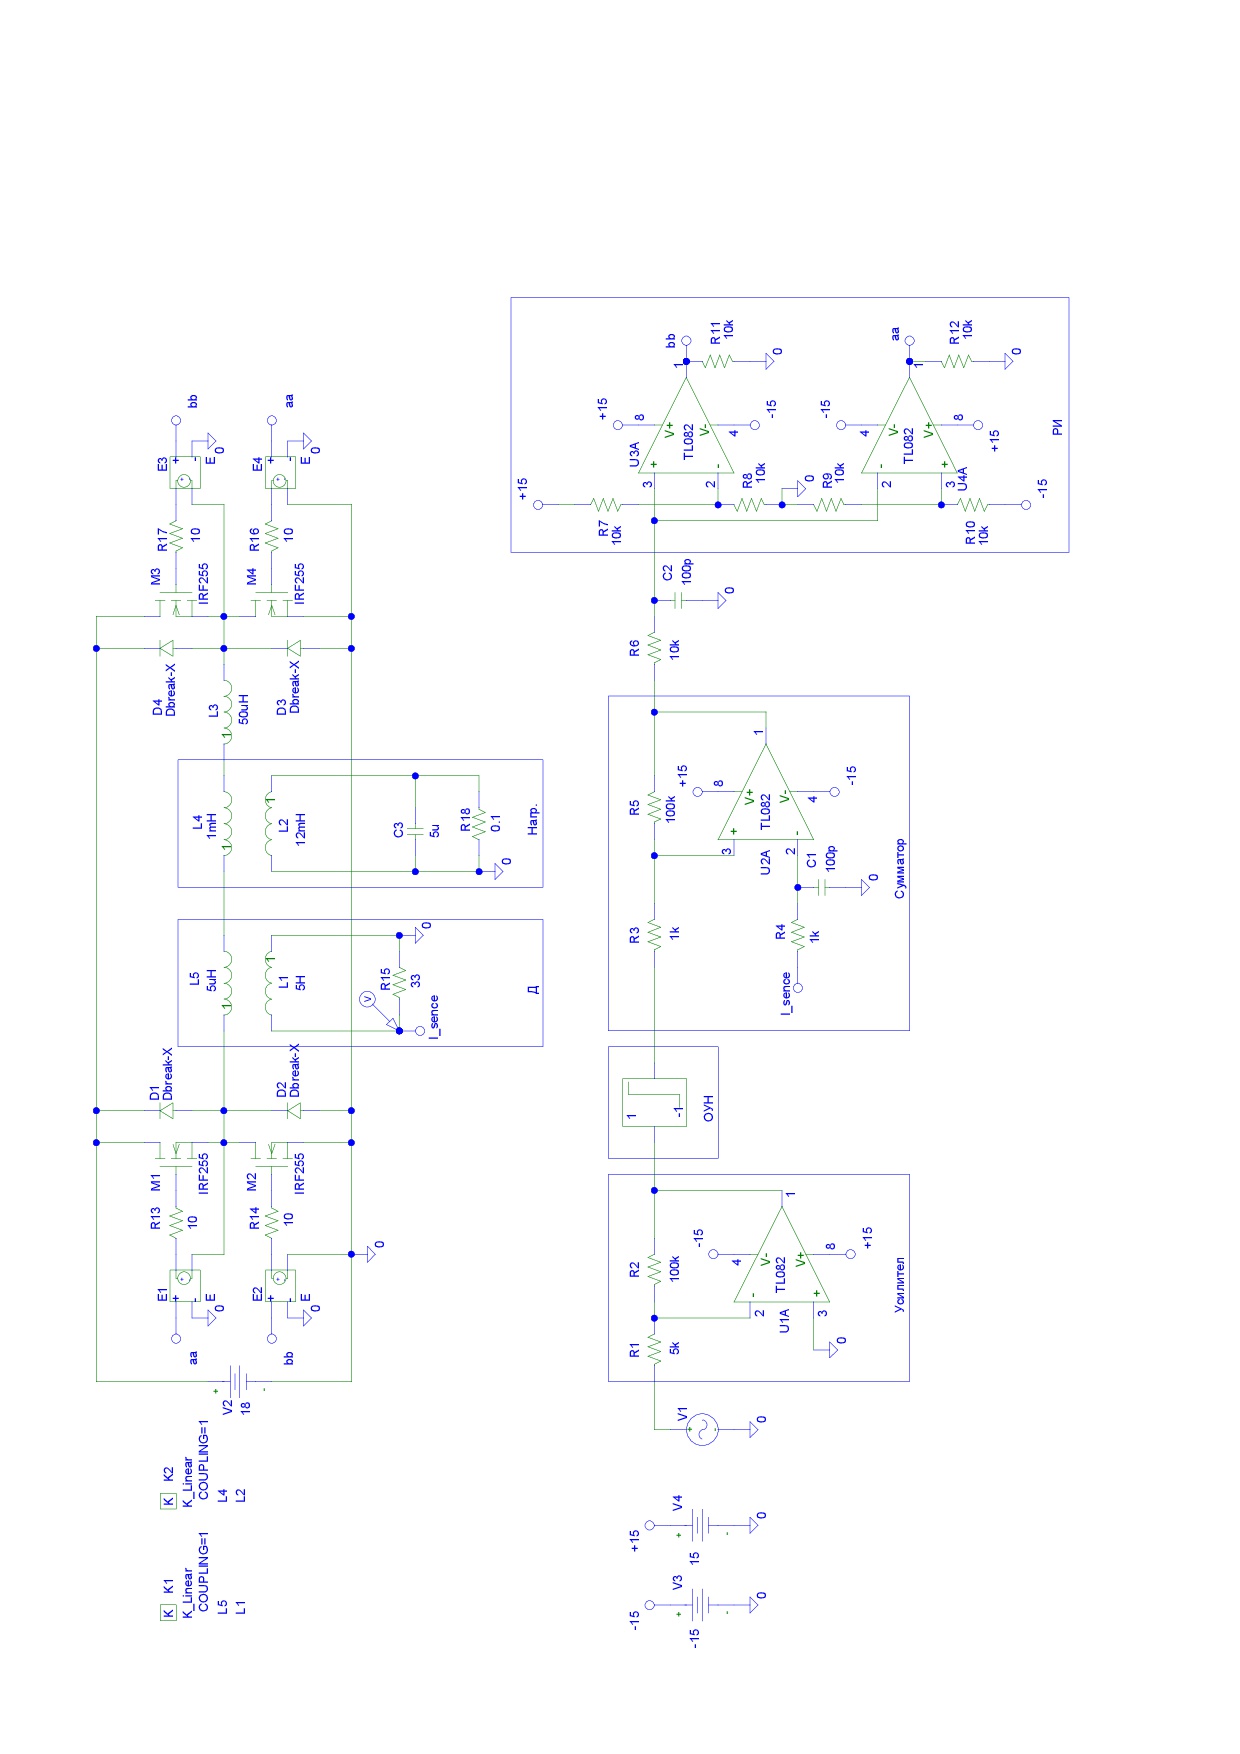 K K1
K_Linear
COUPLING=1
L5
L1
K K2
K_Linear
COUPLING=1
L4
L2
V2
18
+
-
aa
E1
+
-
E
0
R13
10
M1
IRF255
D1
Dbreak-X
bb
E2
+
-
E
0
R14
10
M2
IRF255
D2
Dbreak-X
0
L5
5uH
1
L1
5H
1
R15
33
V
I_sence
0
Д
L4
1mH
1
L2
12mH
1
C3
5u
R18
0.1
0
Нагр.
L3
50uH
1
D4
Dbreak-X
D3
Dbreak-X
M3
IRF255
R17
10
E3
+
-
E
0
bb
M4
IRF255
R16
10
E4
+
-
E
0
aa
-15
V3
+
-
-15
0
+15
V4
+
-
15
0
V1
+
-
0
R1
5k
R2
100k
U1A
TL082
2
-
3
+
4
V-
-15
8
V+
+15
1
0
Усилител
1
-1
ОУН
R3
1k
R5
100k
U2A
TL082
3
+
2
-
8
V+
+15
4
V-
-15
1
I_sence
R4
1k
C1
100p
0
Сумматор
R6
10k
C2
100p
0
+15
R7
10k
R8
10k
0
R9
10k
R10
10k
-15
U3A
TL082
3
+
2
-
8
V+
+15
4
V-
-15
1
bb
R11
10k
0
U4A
TL082
2
-
3
+
4
V-
-15
8
V+
+15
1
aa
R12
10k
0
РИ